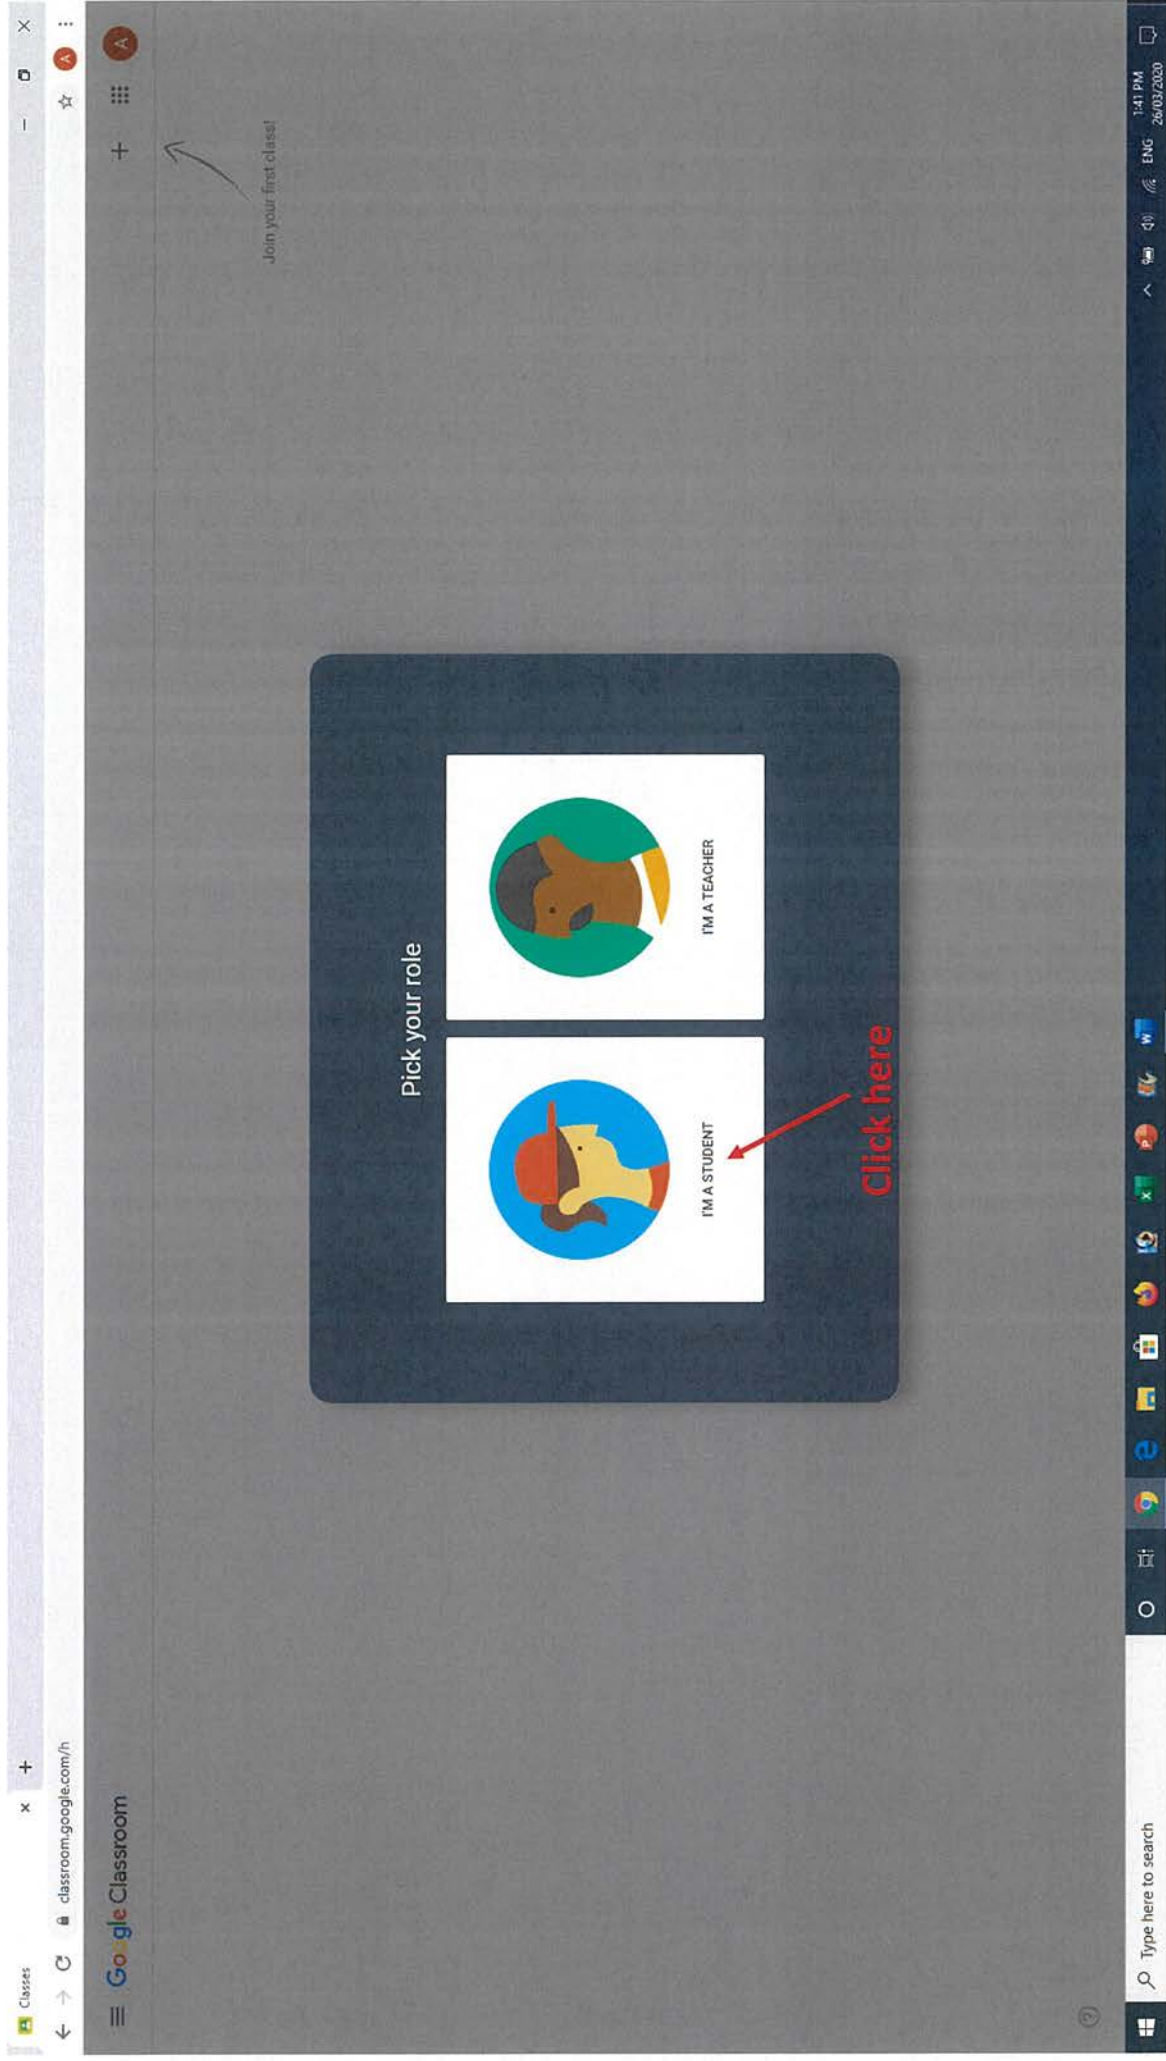 Classes
classroom.google.com/h
Google Classroom
Join your first class!
Pick your role
I'M A STUDENT
I'M A TEACHER
Click here
Type here to search
ENG
1:41 PM
26/03/2020